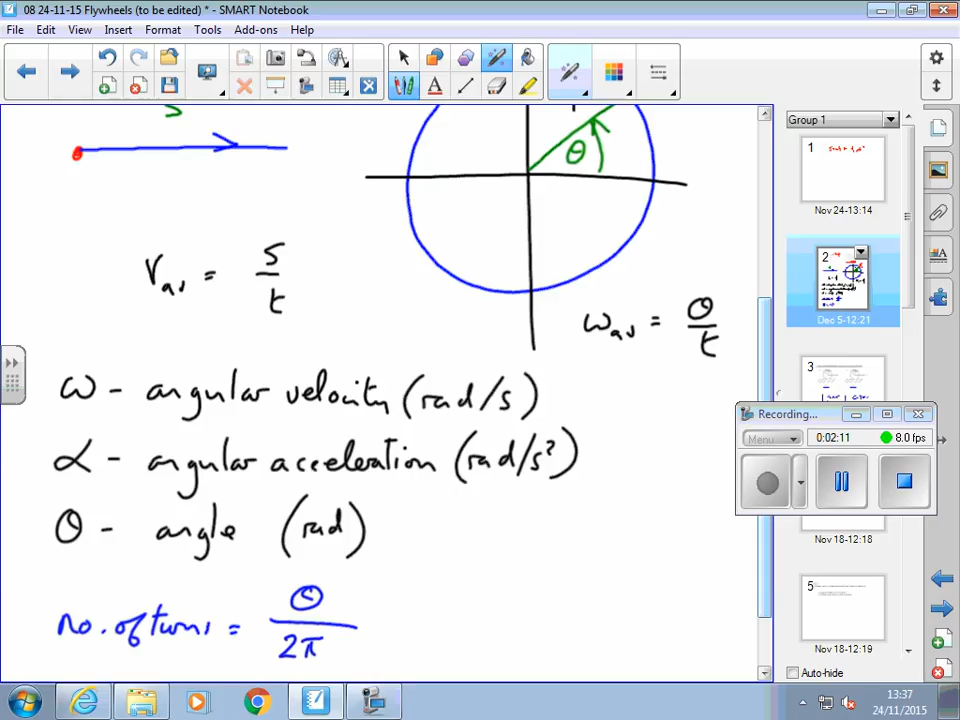 08 24-11-15 Flywheels (to be edited) * - SMART Notebook
File Edit View Insert Format Tools Add-ons Help
s
θ
v av = s/t
ω av = θ/t
ω - angular velocity (rad/s)
α - angular acceleration (rad/s²)
θ - angle (rad)
no. of turns = θ/2π
Group 1
1
Nov 24-13:14
2
Dec 5-12:21
3
Recording...
Menu
0:02:11
8.0 fps
Nov 18-12:18
5
Nov 18-12:19
Auto-hide
13:37
24/11/2015